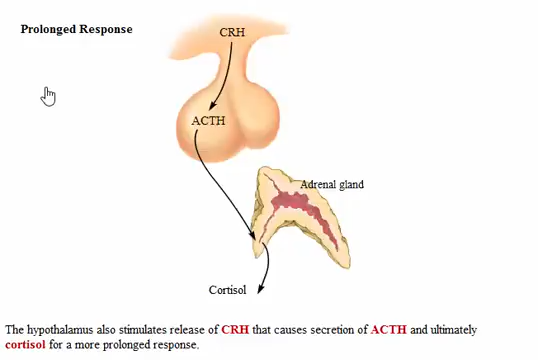 Prolonged Response
CRH
ACTH
Adrenal gland
Cortisol
The hypothalamus also stimulates release of CRH that causes secretion of ACTH and ultimately
cortisol for a more prolonged response.